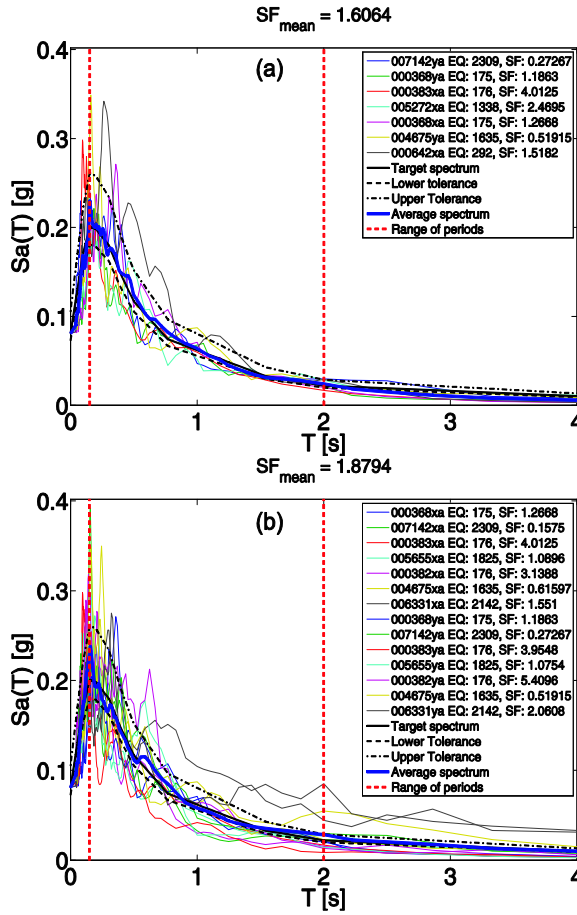 SF_mean = 1.6064
(a)
007142ya EQ: 2309, SF: 0.27267
000368ya EQ: 175, SF: 1.1863
000383xa EQ: 176, SF: 4.0125
005272xa EQ: 1338, SF: 2.4695
000368xa EQ: 175, SF: 1.2668
004675ya EQ: 1635, SF: 0.51915
000642xa EQ: 292, SF: 1.5182
Target spectrum
Lower tolerance
Upper Tolerance
Average spectrum
Range of periods
Sa(T) [g]
0.4
0.3
0.2
0.1
0
0 1 2 3 4
T [s]
SF_mean = 1.8794
(b)
000368xa EQ: 175, SF: 1.2668
007142xa EQ: 2309, SF: 0.1575
000383xa EQ: 176, SF: 4.0125
005655xa EQ: 1825, SF: 1.0896
000382xa EQ: 176, SF: 3.1388
004675xa EQ: 1635, SF: 0.61597
006331xa EQ: 2142, SF: 1.551
000368ya EQ: 175, SF: 1.1863
007142ya EQ: 2309, SF: 0.27267
000383ya EQ: 176, SF: 3.9548
005655ya EQ: 1825, SF: 1.0754
000382ya EQ: 176, SF: 5.4096
004675ya EQ: 1635, SF: 0.51915
006331ya EQ: 2142, SF: 2.0608
Target spectrum
Lower Tolerance
Upper Tolerance
Average spectrum
Range of periods
Sa(T) [g]
0.4
0.3
0.2
0.1
0
0 1 2 3 4
T [s]